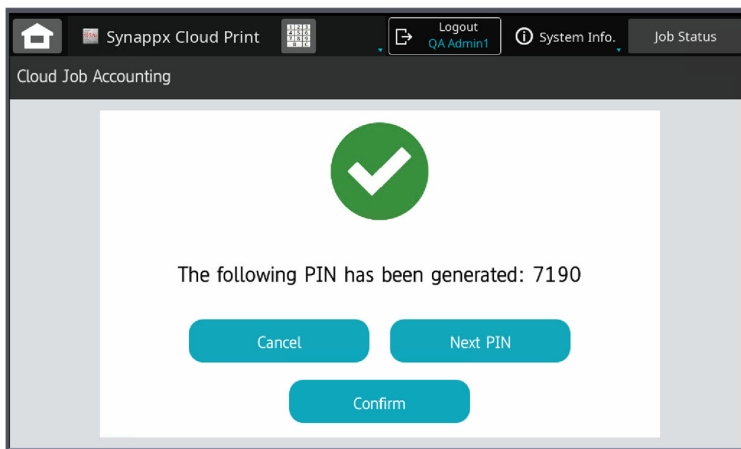 Synappx Cloud Print
Logout
QA Admin1
System Info.
Job Status
Cloud Job Accounting
The following PIN has been generated: 7190
Cancel
Next PIN
Confirm